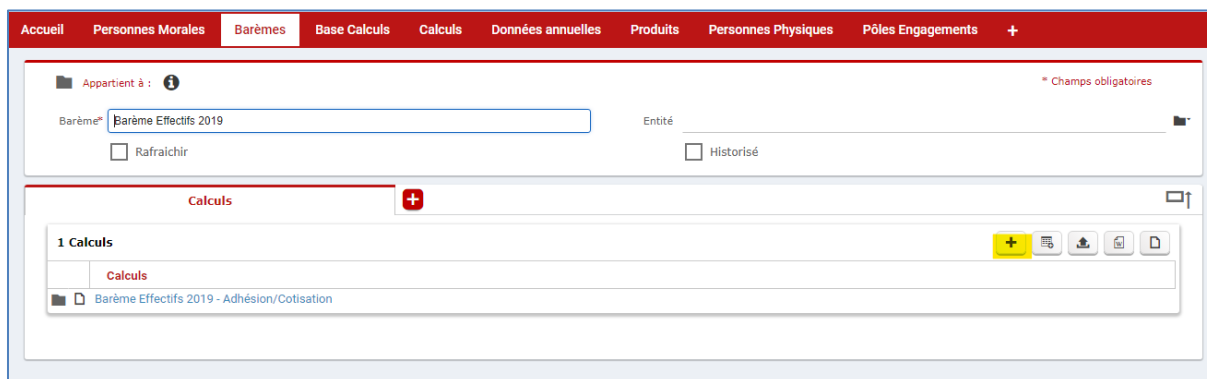 Accueil Personnes Morales Barèmes Base Calculs Calculs Données annuelles Produits Personnes Physiques Pôles Engagements +
Appartient à : * Champs obligatoires
Barème* Barème Effectifs 2019 Entité
Rafraichir Historisé
Calculs
1 Calculs
Calculs
Barème Effectifs 2019 - Adhésion/Cotisation